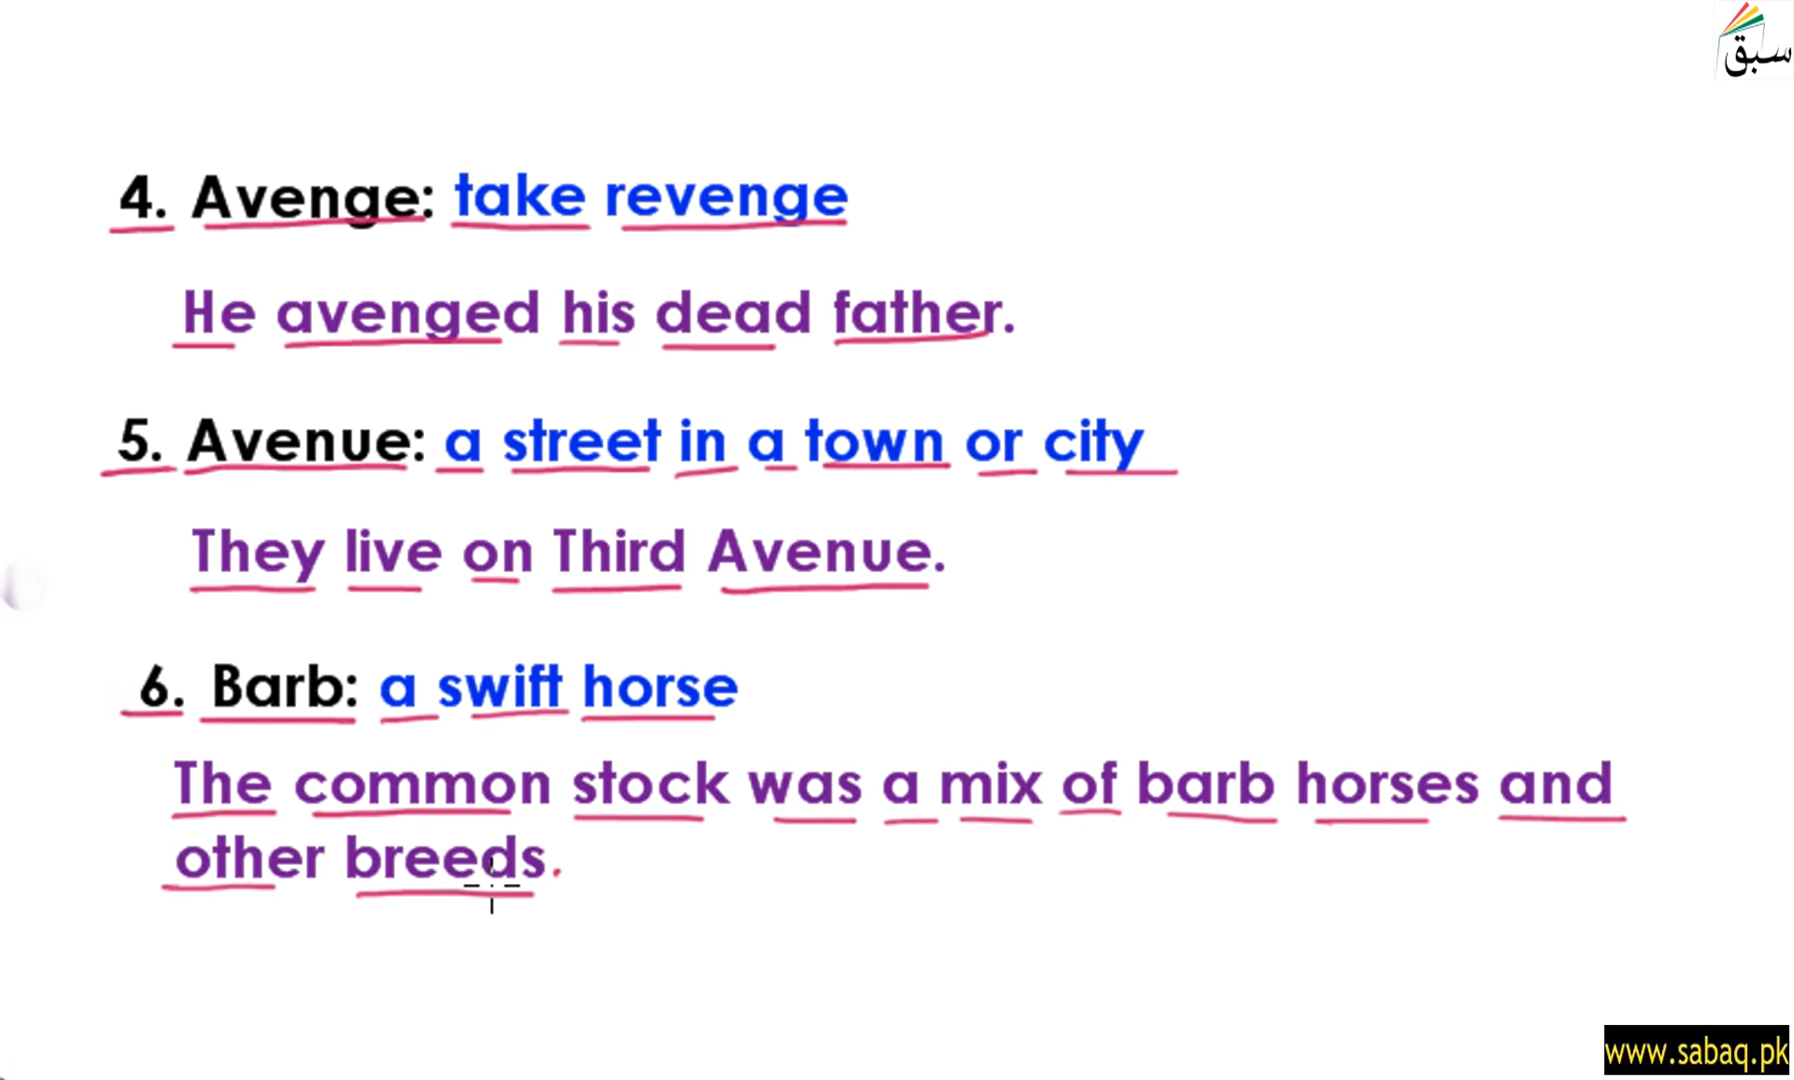 سبق
4. Avenge: take revenge
He avenged his dead father.
5. Avenue: a street in a town or city
They live on Third Avenue.
6. Barb: a swift horse
The common stock was a mix of barb horses and
other breeds.
www.sabaq.pk